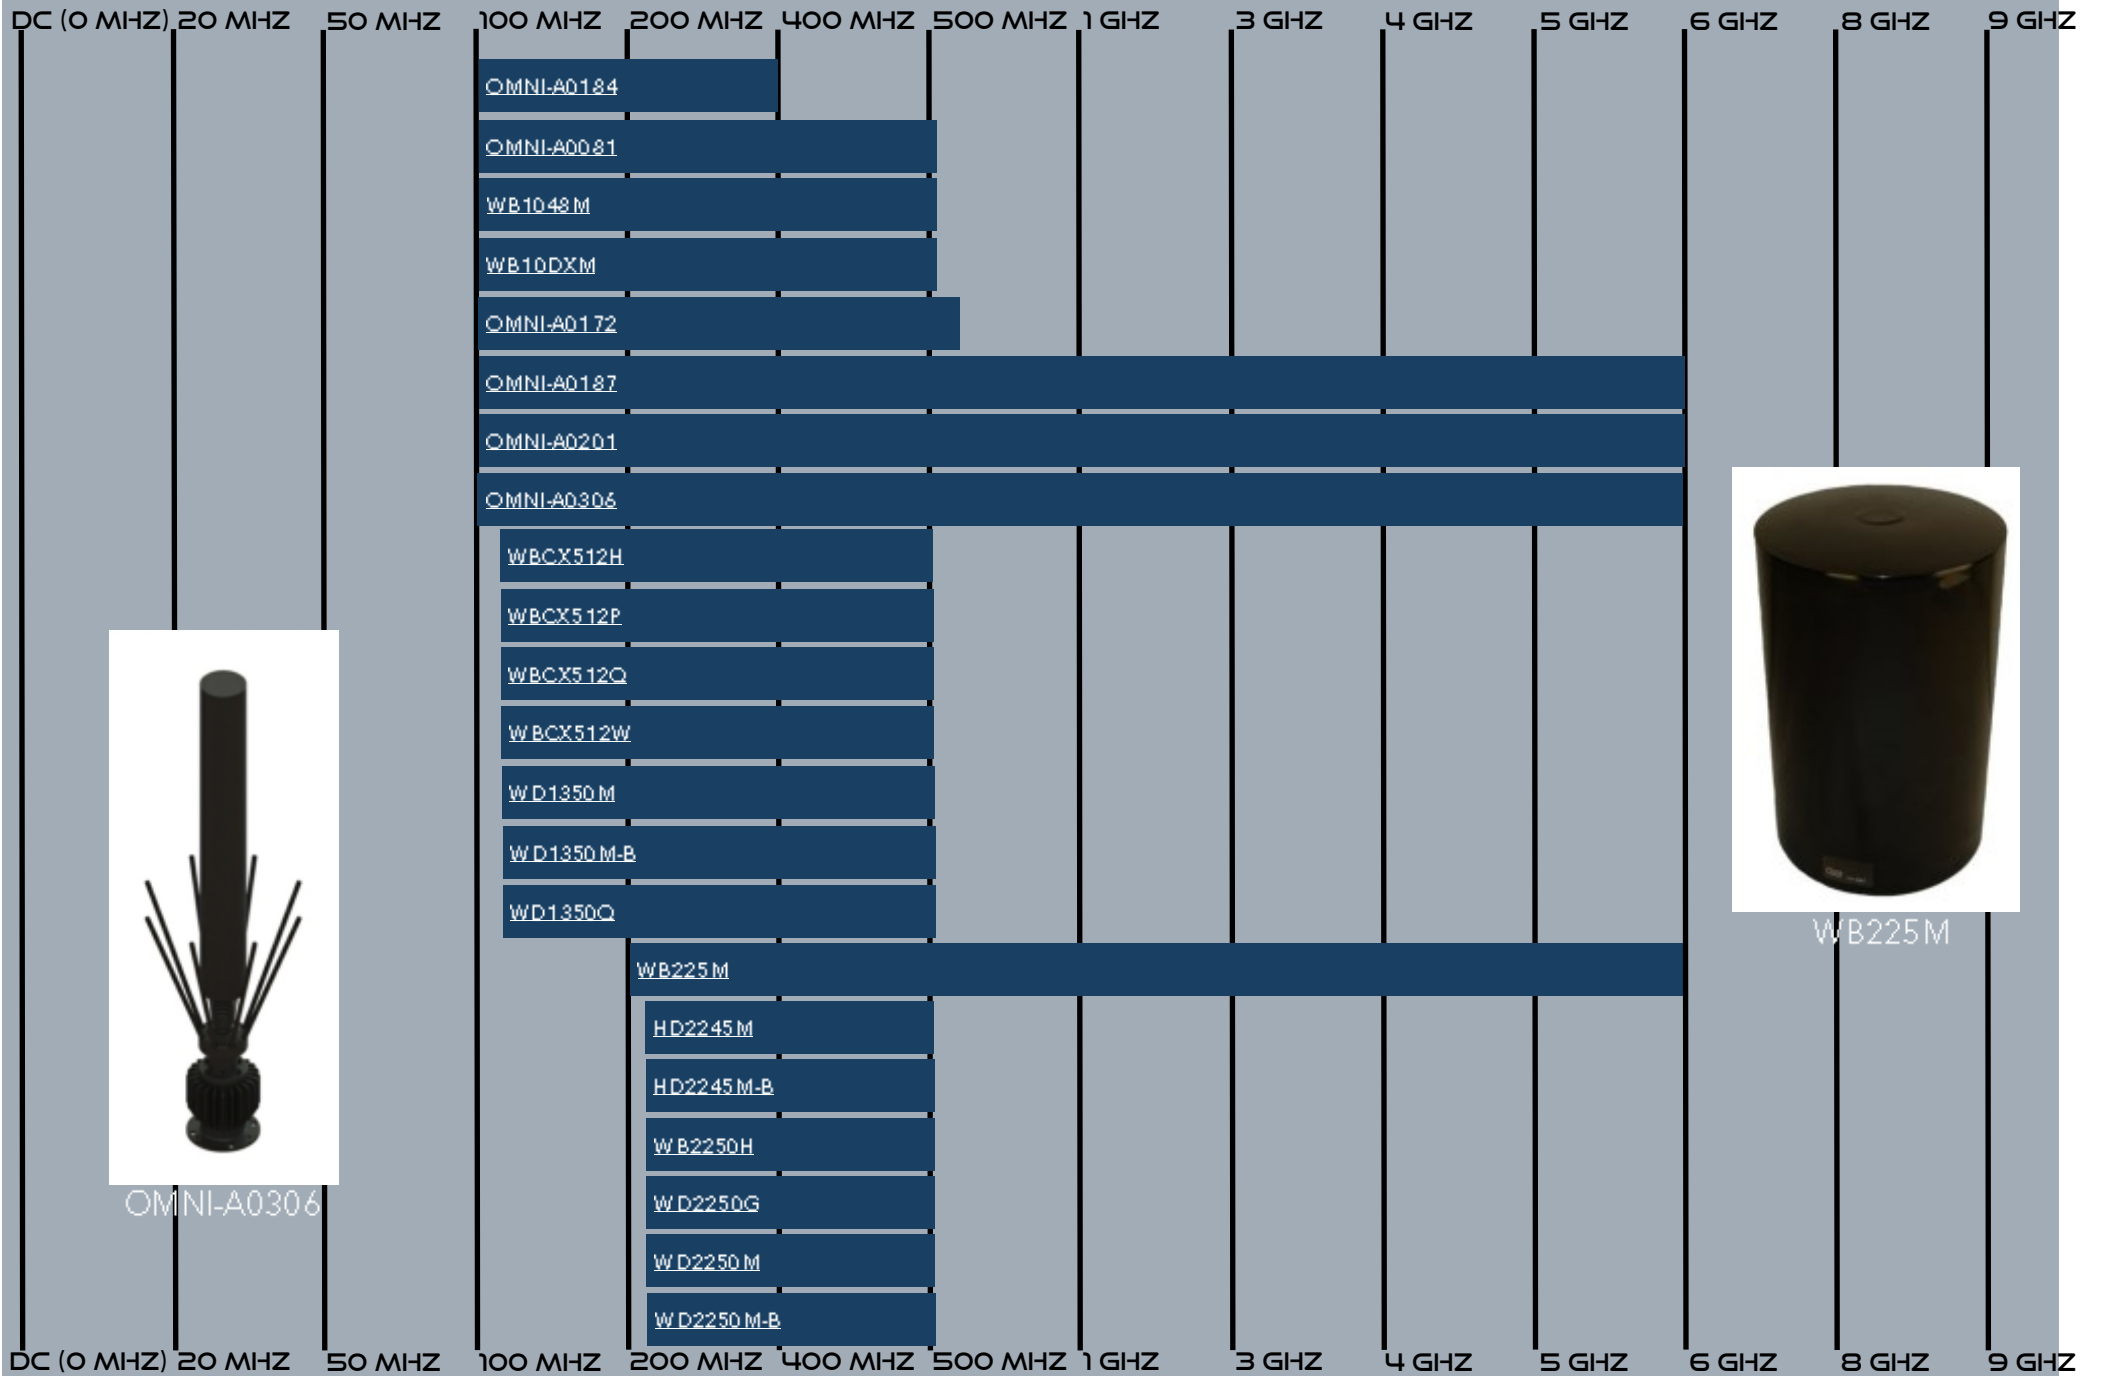 DC (0 MHZ) 20 MHZ 50 MHZ 100 MHZ 200 MHZ 400 MHZ 500 MHZ 1 GHZ 3 GHZ 4 GHZ 5 GHZ 6 GHZ 8 GHZ 9 GHZ
OMNI-A0184
OMNI-A0081
WB1048M
WB10DXM
OMNI-A0172
OMNI-A0187
OMNI-A0201
OMNI-A0306
WBCX512H
WBCX512P
WBCX512Q
WBCX512W
WD1350M
WD1350M-B
WD1350Q
WB225M
WB225M
HD2245M
HD2245M-B
WB2250H
WD2250G
OMNI-A0306
WD2250M
WD2250M-B
DC (0 MHZ) 20 MHZ 50 MHZ 100 MHZ 200 MHZ 400 MHZ 500 MHZ 1 GHZ 3 GHZ 4 GHZ 5 GHZ 6 GHZ 8 GHZ 9 GHZ